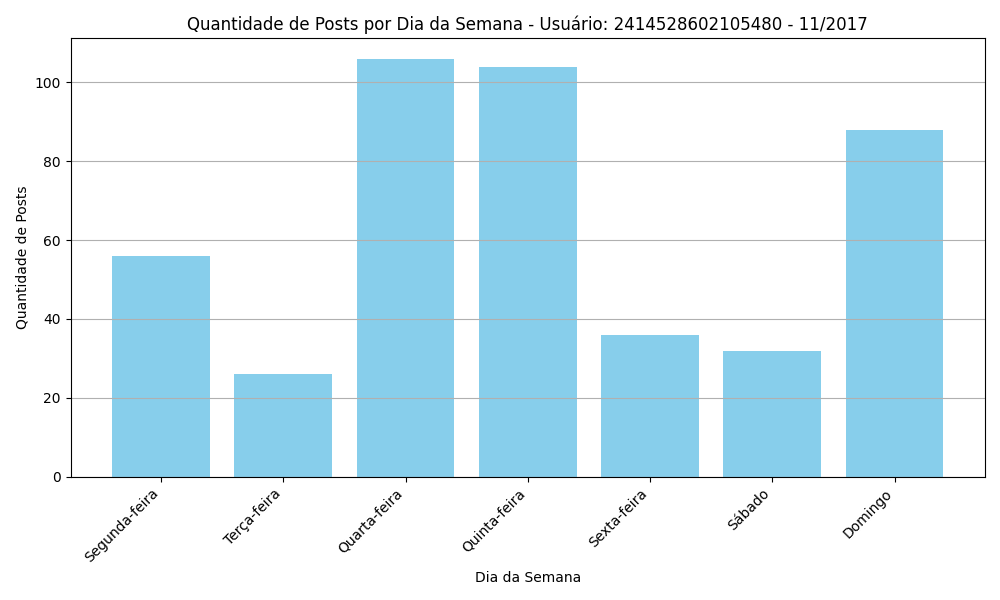 Quantidade de Posts por Dia da Semana - Usuário: 2414528602105480 - 11/2017
Quantidade de Posts
100
80
60
40
20
0
Segunda-feira
Terça-feira
Quarta-feira
Quinta-feira
Sexta-feira
Sábado
Domingo
Dia da Semana